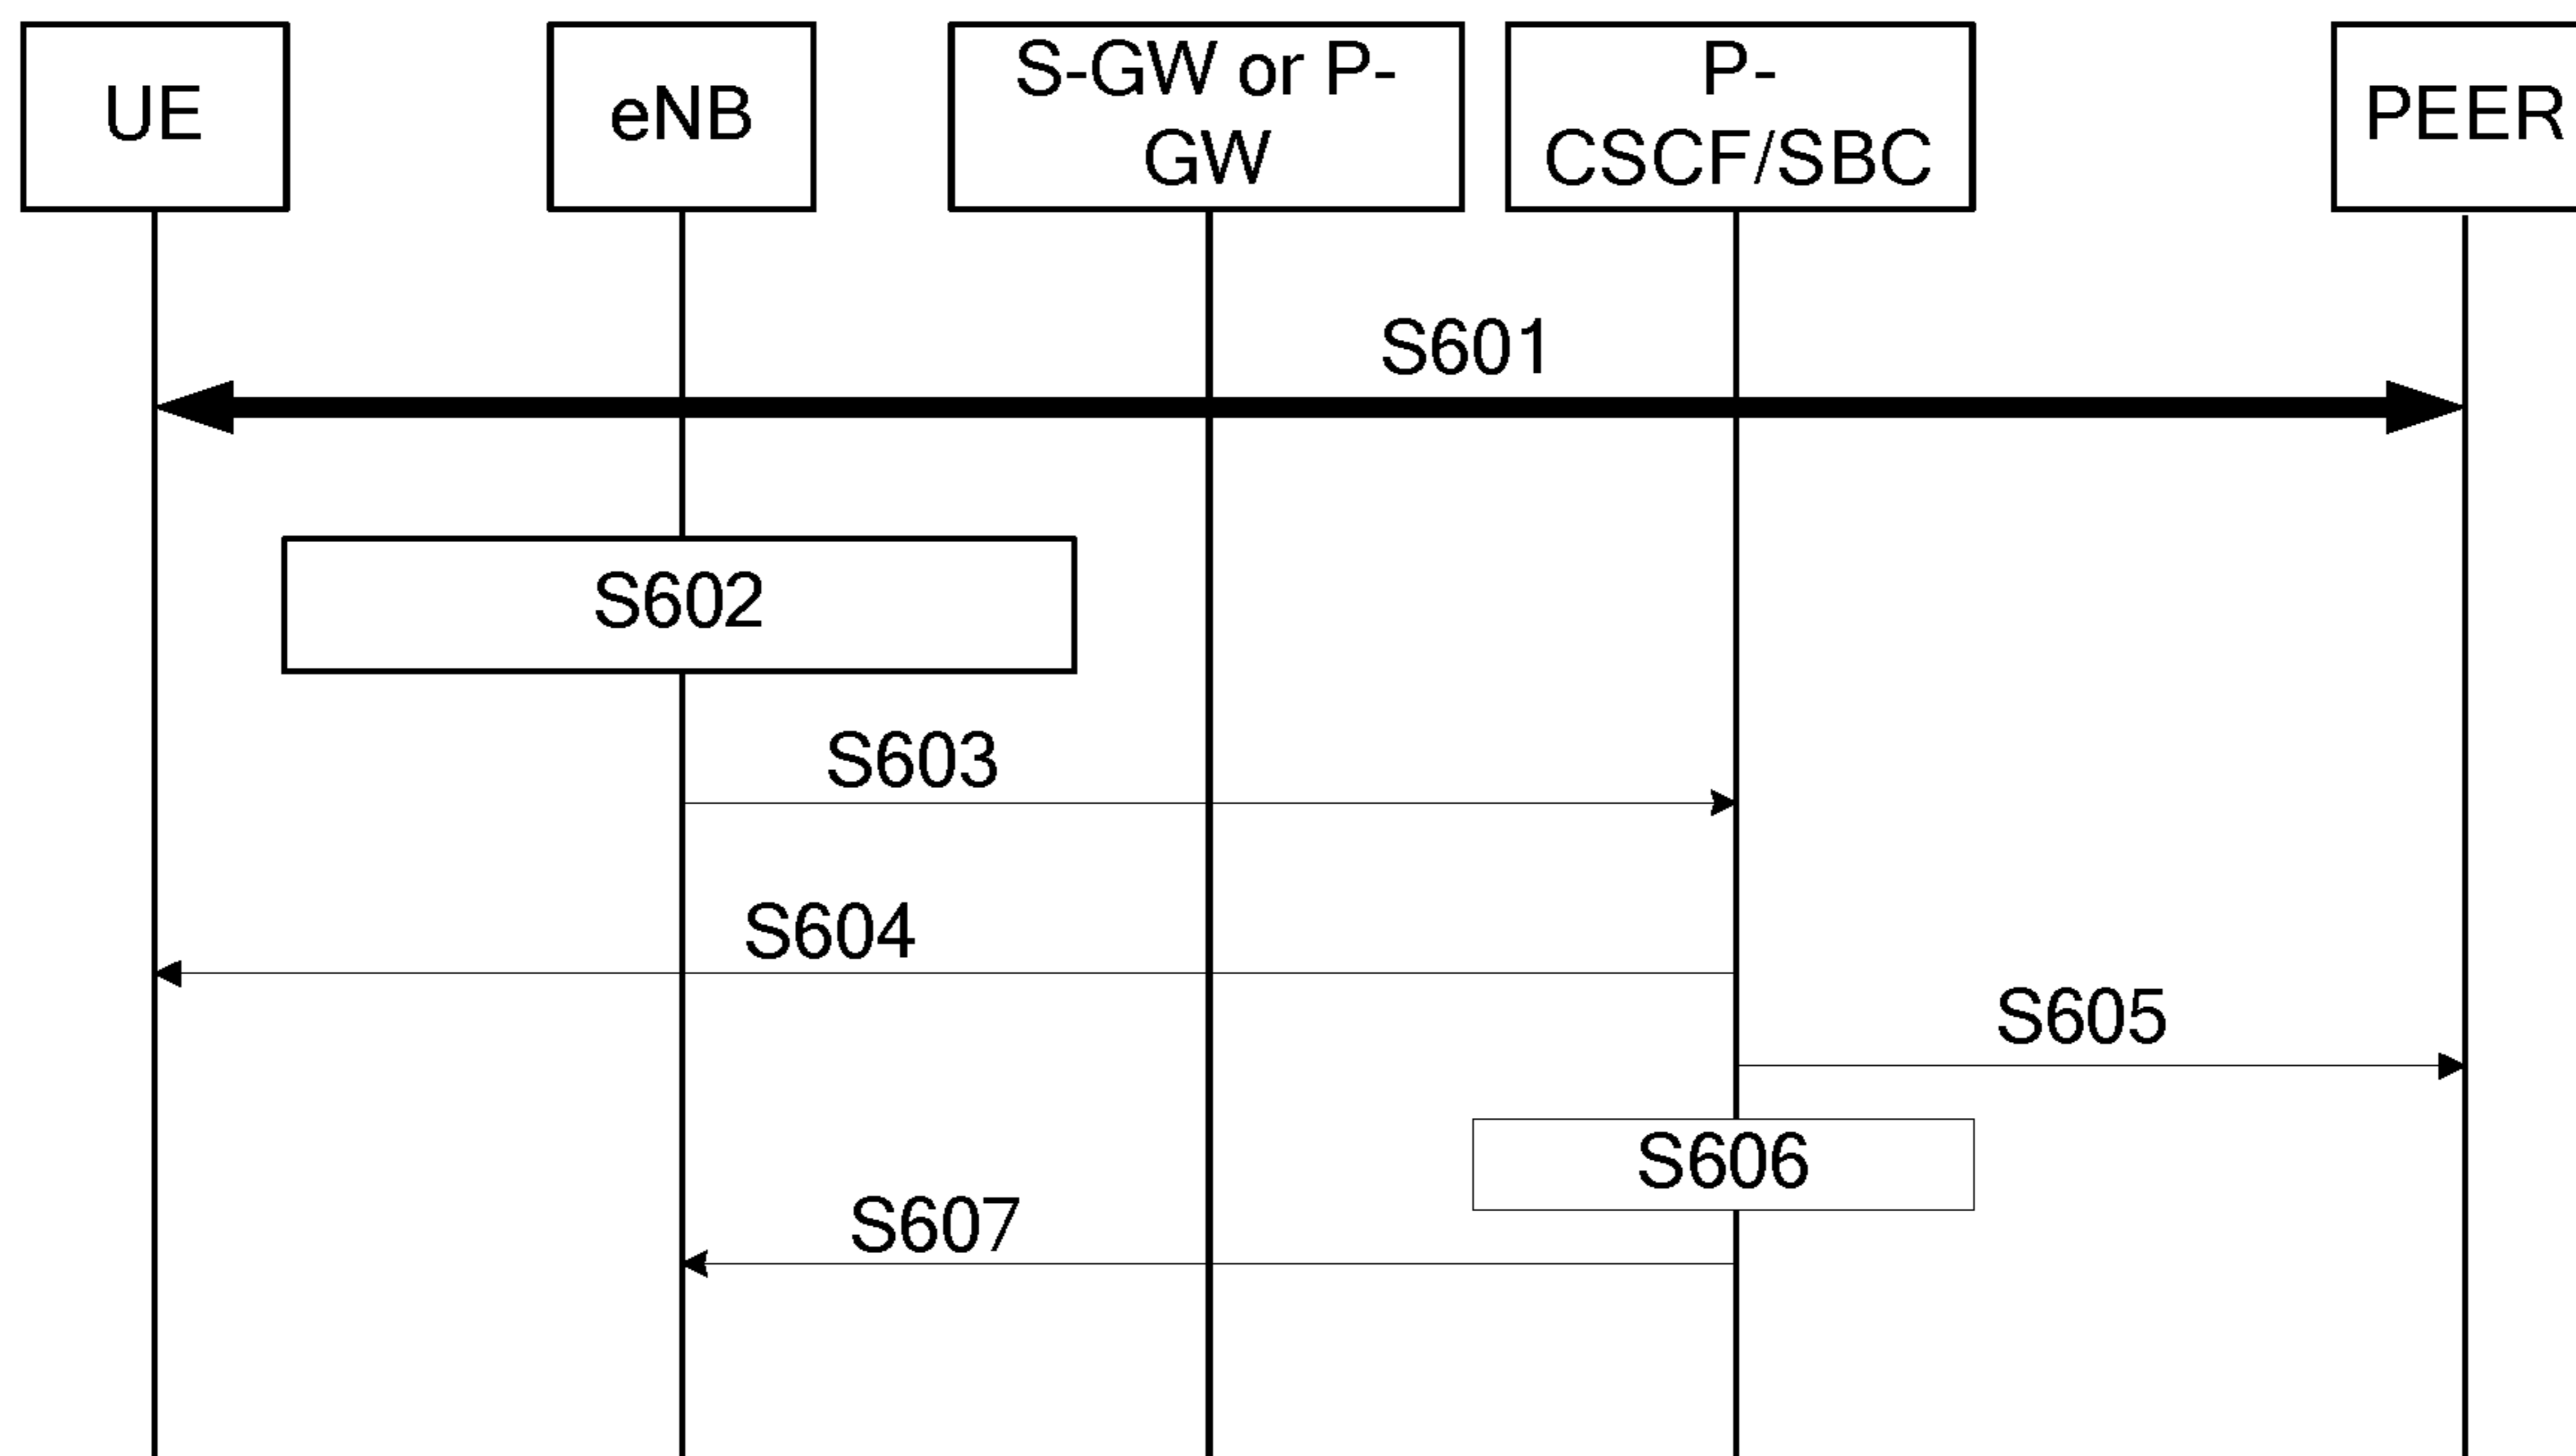 UE
eNB
S-GW or P-
GW
P-
CSCF/SBC
PEER
S601
S602
S603
S604
S605
S606
S607